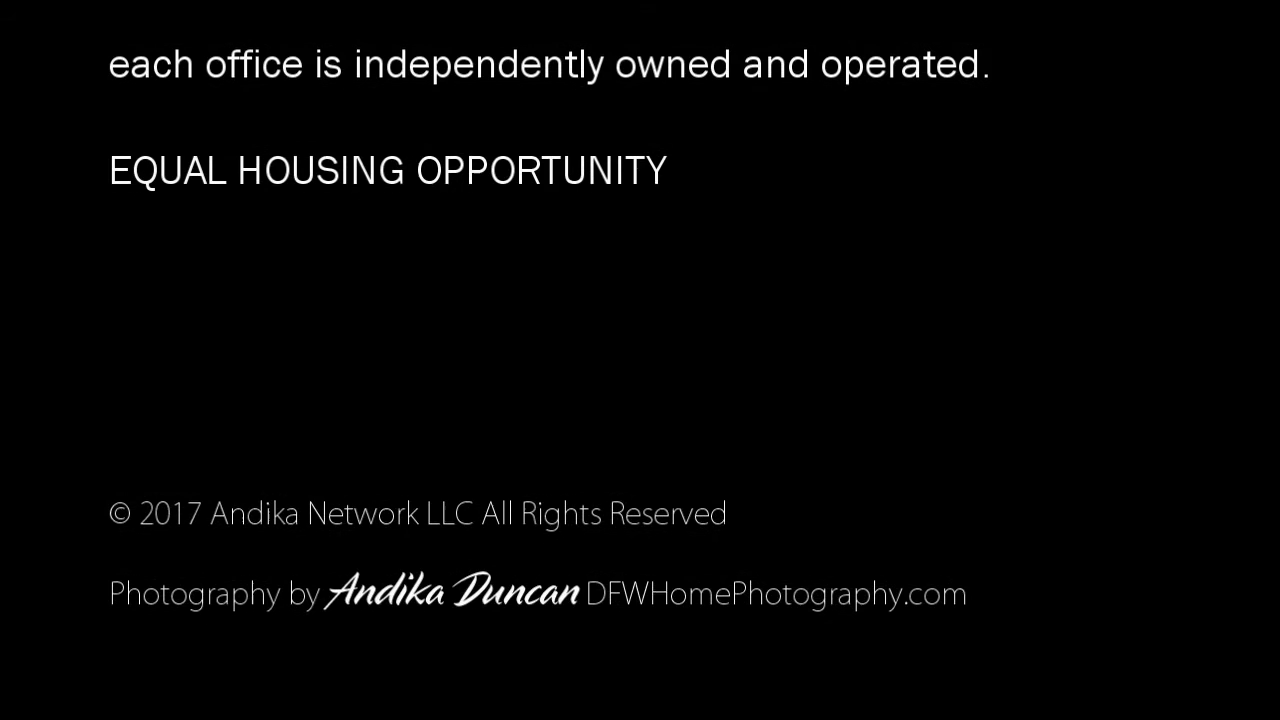 each office is independently owned and operated.
EQUAL HOUSING OPPORTUNITY
© 2017 Andika Network LLC All Rights Reserved
Photography by Andika Duncan DFWHomePhotography.com